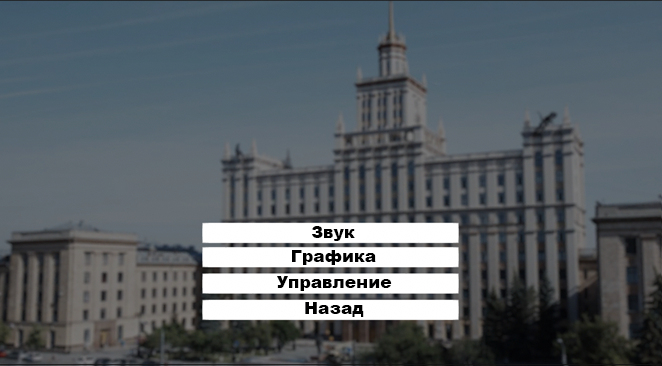 Звук
Графика
Управление
Назад